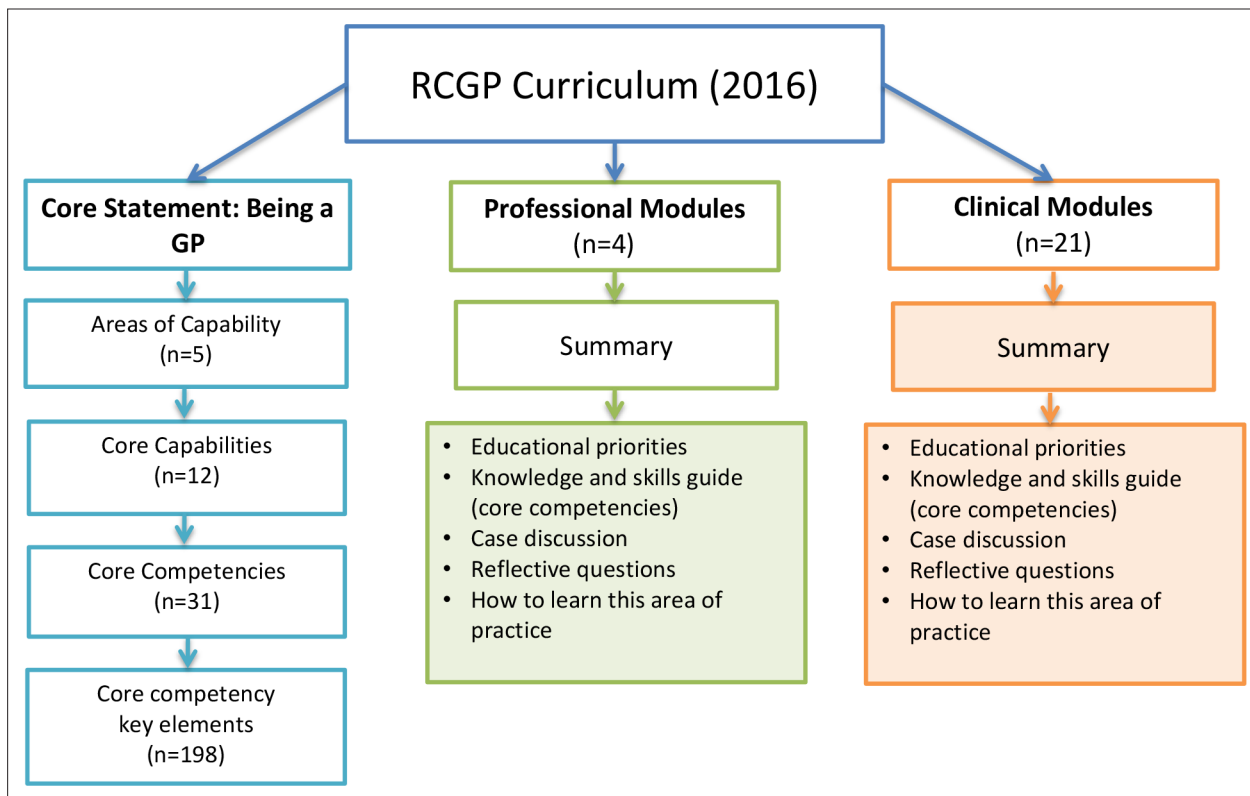 RCGP Curriculum (2016)
Core Statement: Being a
GP
Areas of Capability
(n=5)
Core Capabilities
(n=12)
Core Competencies
(n=31)
Core competency
key elements
(n=198)
Professional Modules
(n=4)
Summary
• Educational priorities
• Knowledge and skills guide
(core competencies)
• Case discussion
• Reflective questions
• How to learn this area of
practice
Clinical Modules
(n=21)
Summary
• Educational priorities
• Knowledge and skills guide
(core competencies)
• Case discussion
• Reflective questions
• How to learn this area of
practice